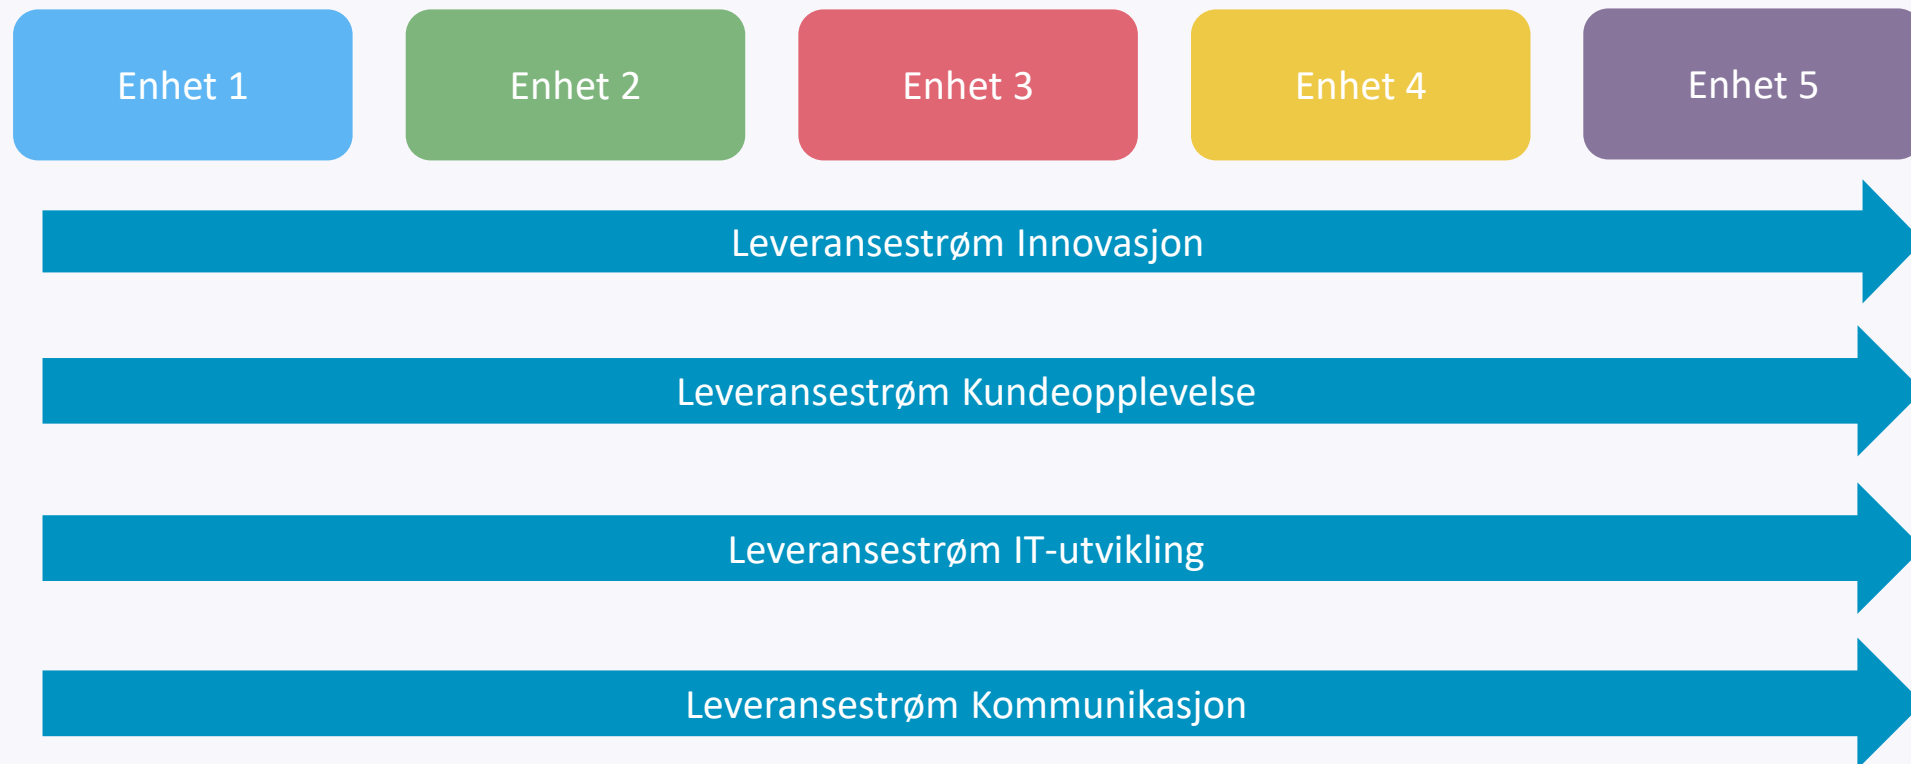 Enhet 1
Enhet 2
Enhet 3
Enhet 4
Enhet 5
Leveransestrøm Innovasjon
Leveransestrøm Kundeopplevelse
Leveransestrøm IT-utvikling
Leveransestrøm Kommunikasjon